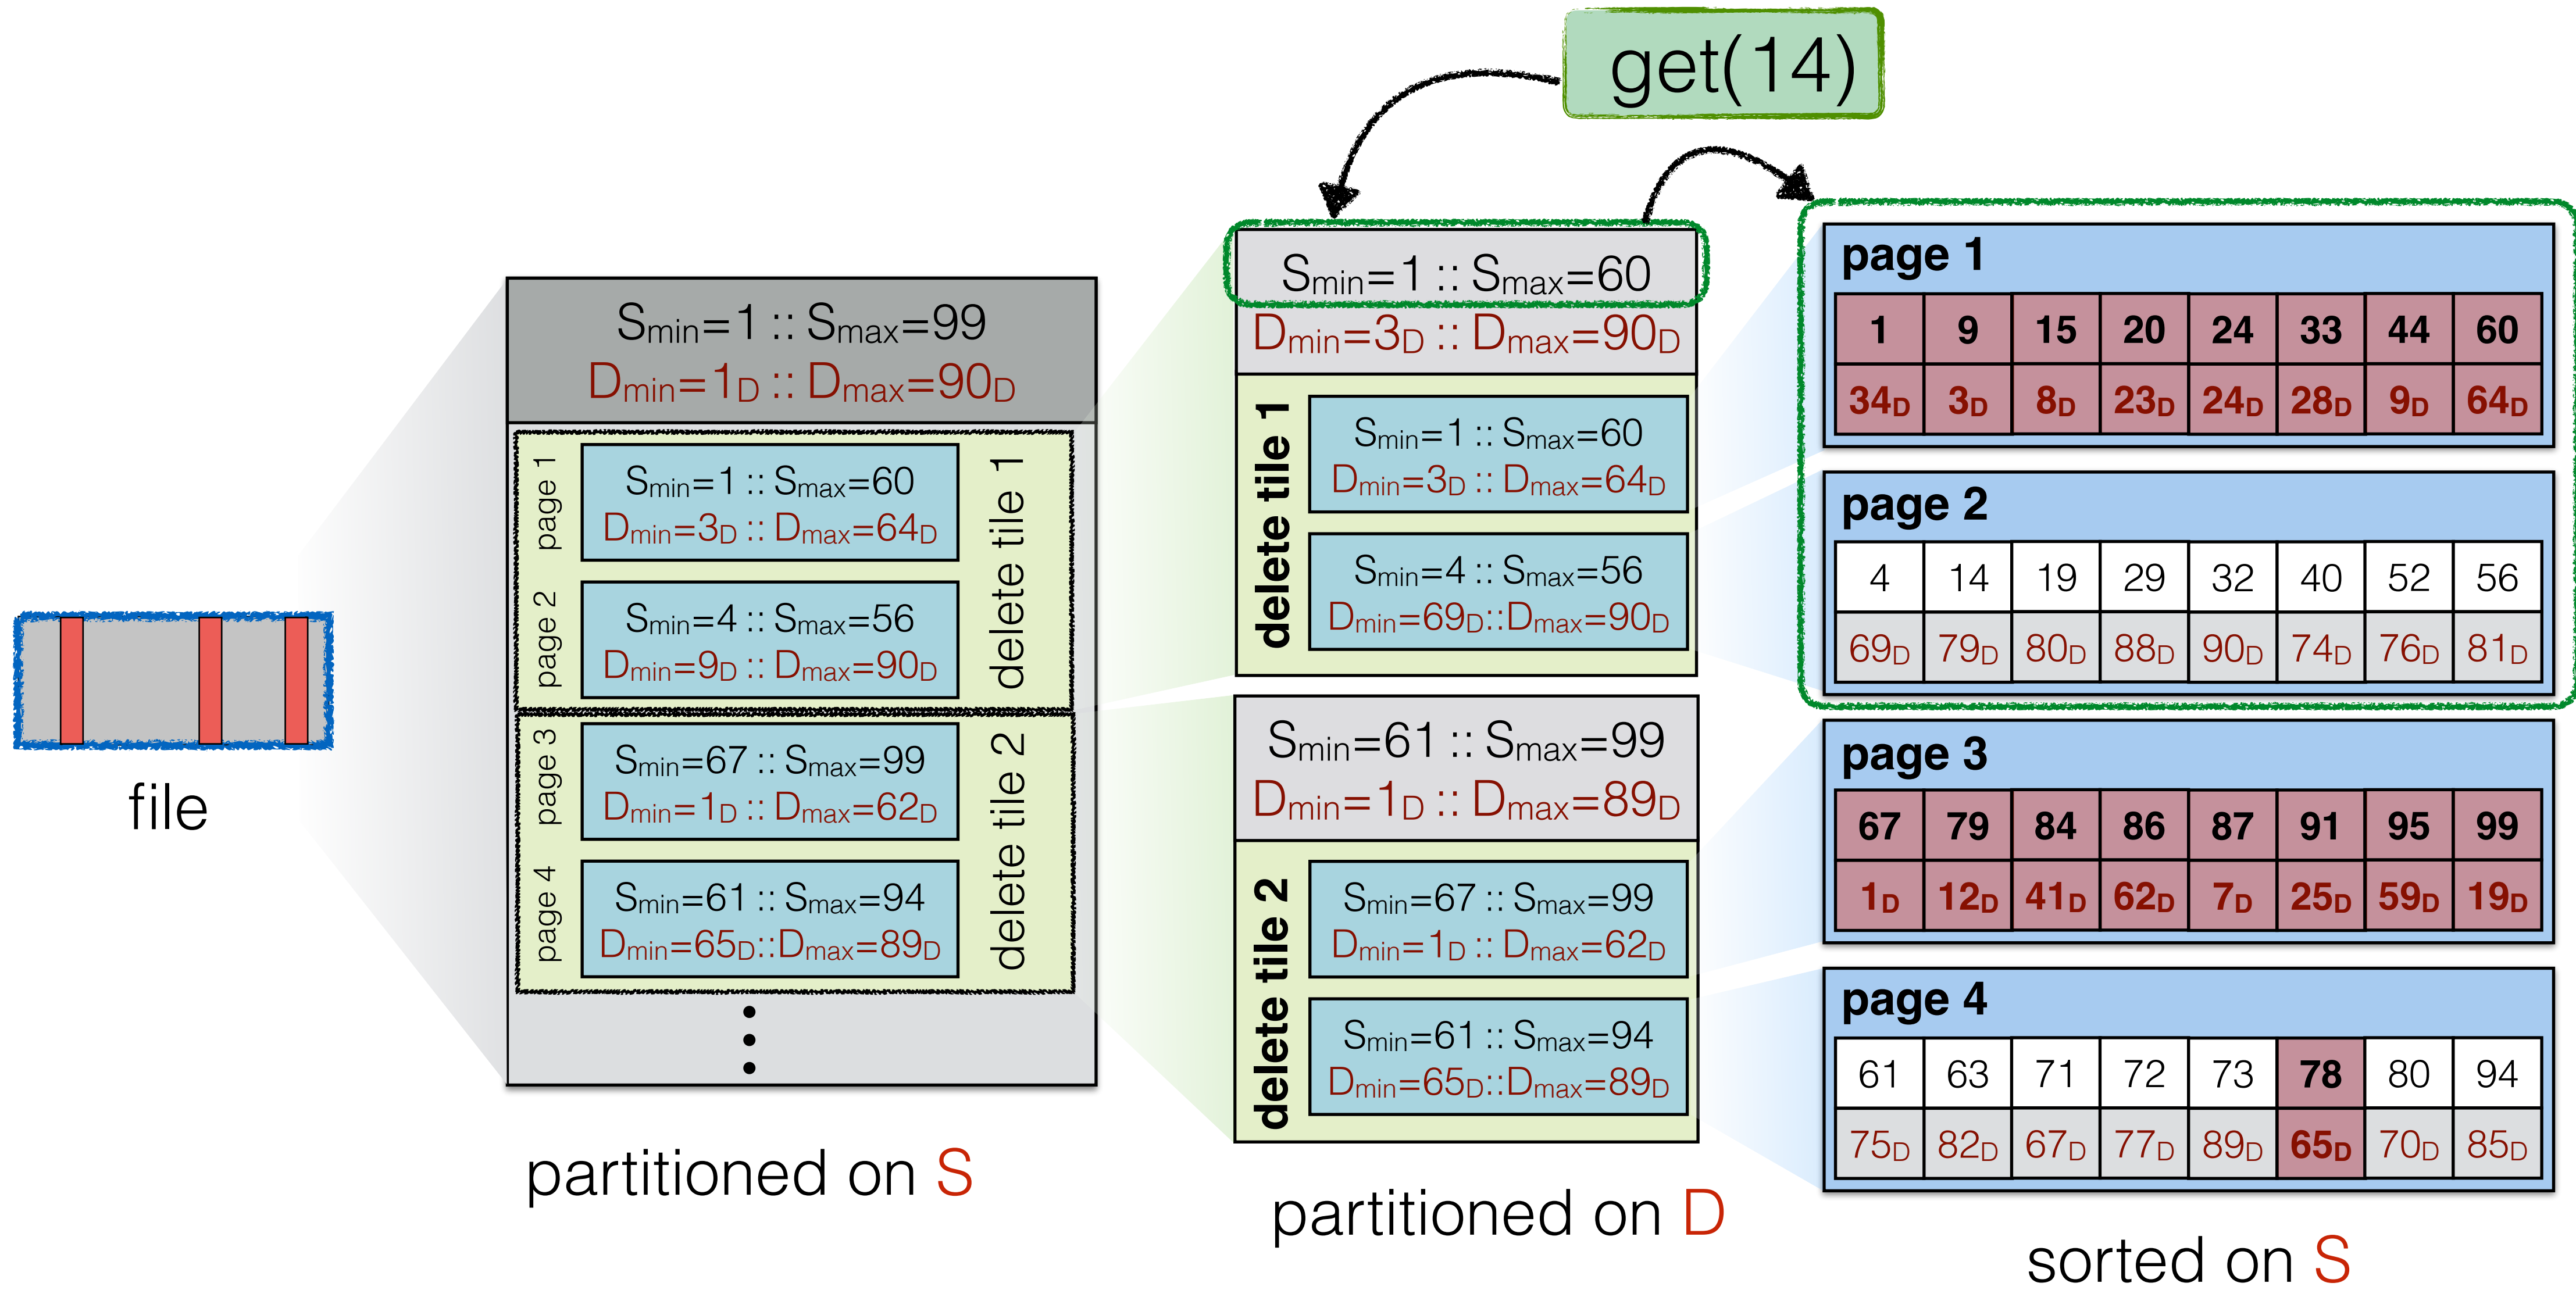 get(14)
file
Smin=1 :: Smax=99
Dmin=1D :: Dmax=90D
page 1
Smin=1 :: Smax=60
Dmin=3D :: Dmax=64D
page 2
Smin=4 :: Smax=56
Dmin=9D :: Dmax=90D
delete tile 1
page 3
Smin=67 :: Smax=99
Dmin=1D :: Dmax=62D
page 4
Smin=61 :: Smax=94
Dmin=65D::Dmax=89D
delete tile 2
partitioned on S
Smin=1 :: Smax=60
Dmin=3D :: Dmax=90D
delete tile 1
Smin=1 :: Smax=60
Dmin=3D :: Dmax=64D
Smin=4 :: Smax=56
Dmin=69D::Dmax=90D
Smin=61 :: Smax=99
Dmin=1D :: Dmax=89D
delete tile 2
Smin=67 :: Smax=99
Dmin=1D :: Dmax=62D
Smin=61 :: Smax=94
Dmin=65D::Dmax=89D
partitioned on D
page 1
1 9 15 20 24 33 44 60
34D 3D 8D 23D 24D 28D 9D 64D
page 2
4 14 19 29 32 40 52 56
69D 79D 80D 88D 90D 74D 76D 81D
page 3
67 79 84 86 87 91 95 99
1D 12D 41D 62D 7D 25D 59D 19D
page 4
61 63 71 72 73 78 80 94
75D 82D 67D 77D 89D 65D 70D 85D
sorted on S